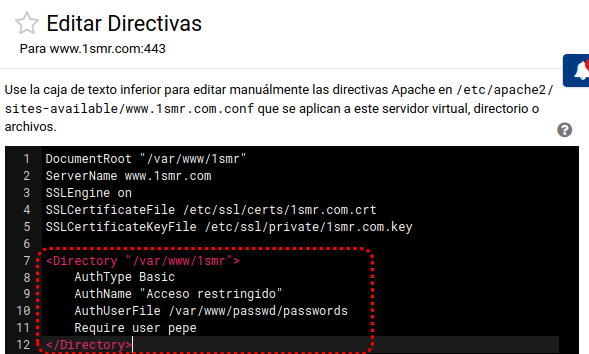 Editar Directivas
Para www.1smr.com:443
Use la caja de texto inferior para editar manuálmente las directivas Apache en /etc/apache2/
sites-available/www.1smr.com.conf que se aplican a este servidor virtual, directorio o
archivos.
?
1 DocumentRoot "/var/www/1smr"
2 ServerName www.1smr.com
3 SSLEngine on
4 SSLCertificateFile /etc/ssl/certs/1smr.com.crt
5 SSLCertificateKeyFile /etc/ssl/private/1smr.com.key
6
7 <Directory "/var/www/1smr">
8 AuthType Basic
9 AuthName "Acceso restringido"
10 AuthUserFile /var/www/passwd/passwords
11 Require user pepe
12 </Directory>